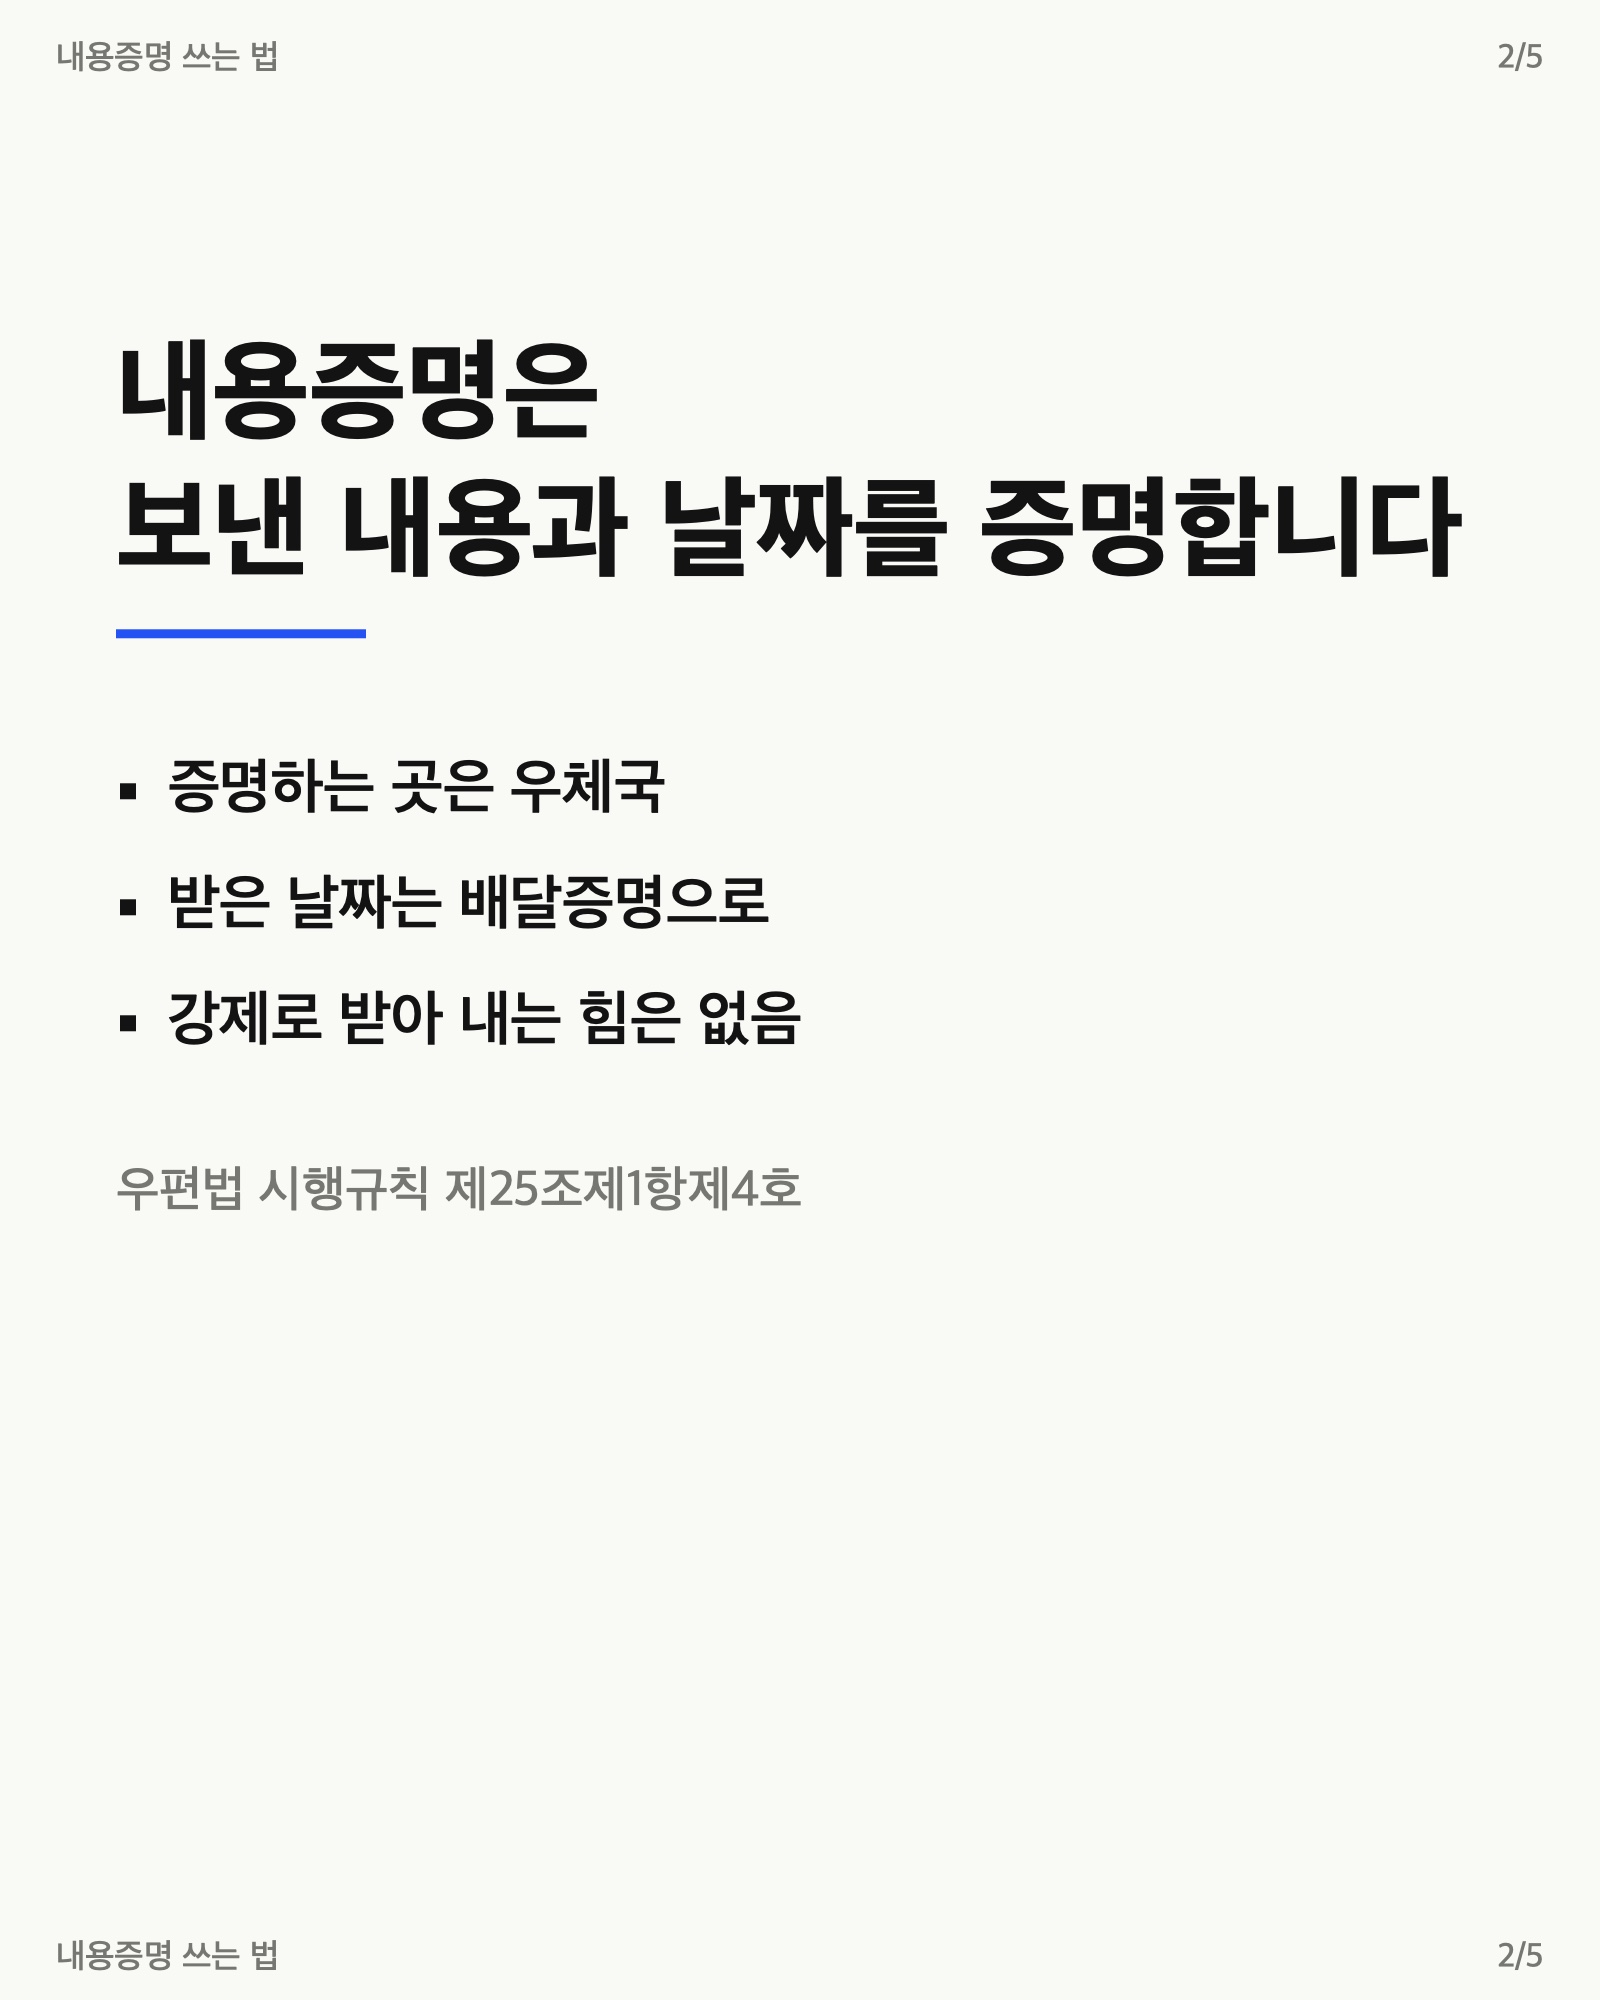 내용증명 쓰는 법
2/5
내용증명은
보낸 내용과 날짜를 증명합니다
▪ 증명하는 곳은 우체국
▪ 받은 날짜는 배달증명으로
▪ 강제로 받아 내는 힘은 없음
우편법 시행규칙 제25조제1항제4호
내용증명 쓰는 법
2/5